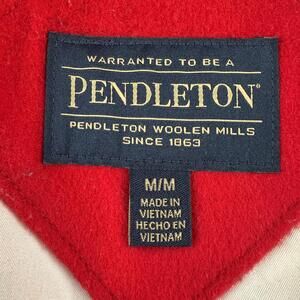 WARRANTED TO BE A
PENDLETON®
PENDLETON WOOLEN MILLS
SINCE 1863
M/M
MADE IN
VIETNAM
HECHO EN
VIETNAM